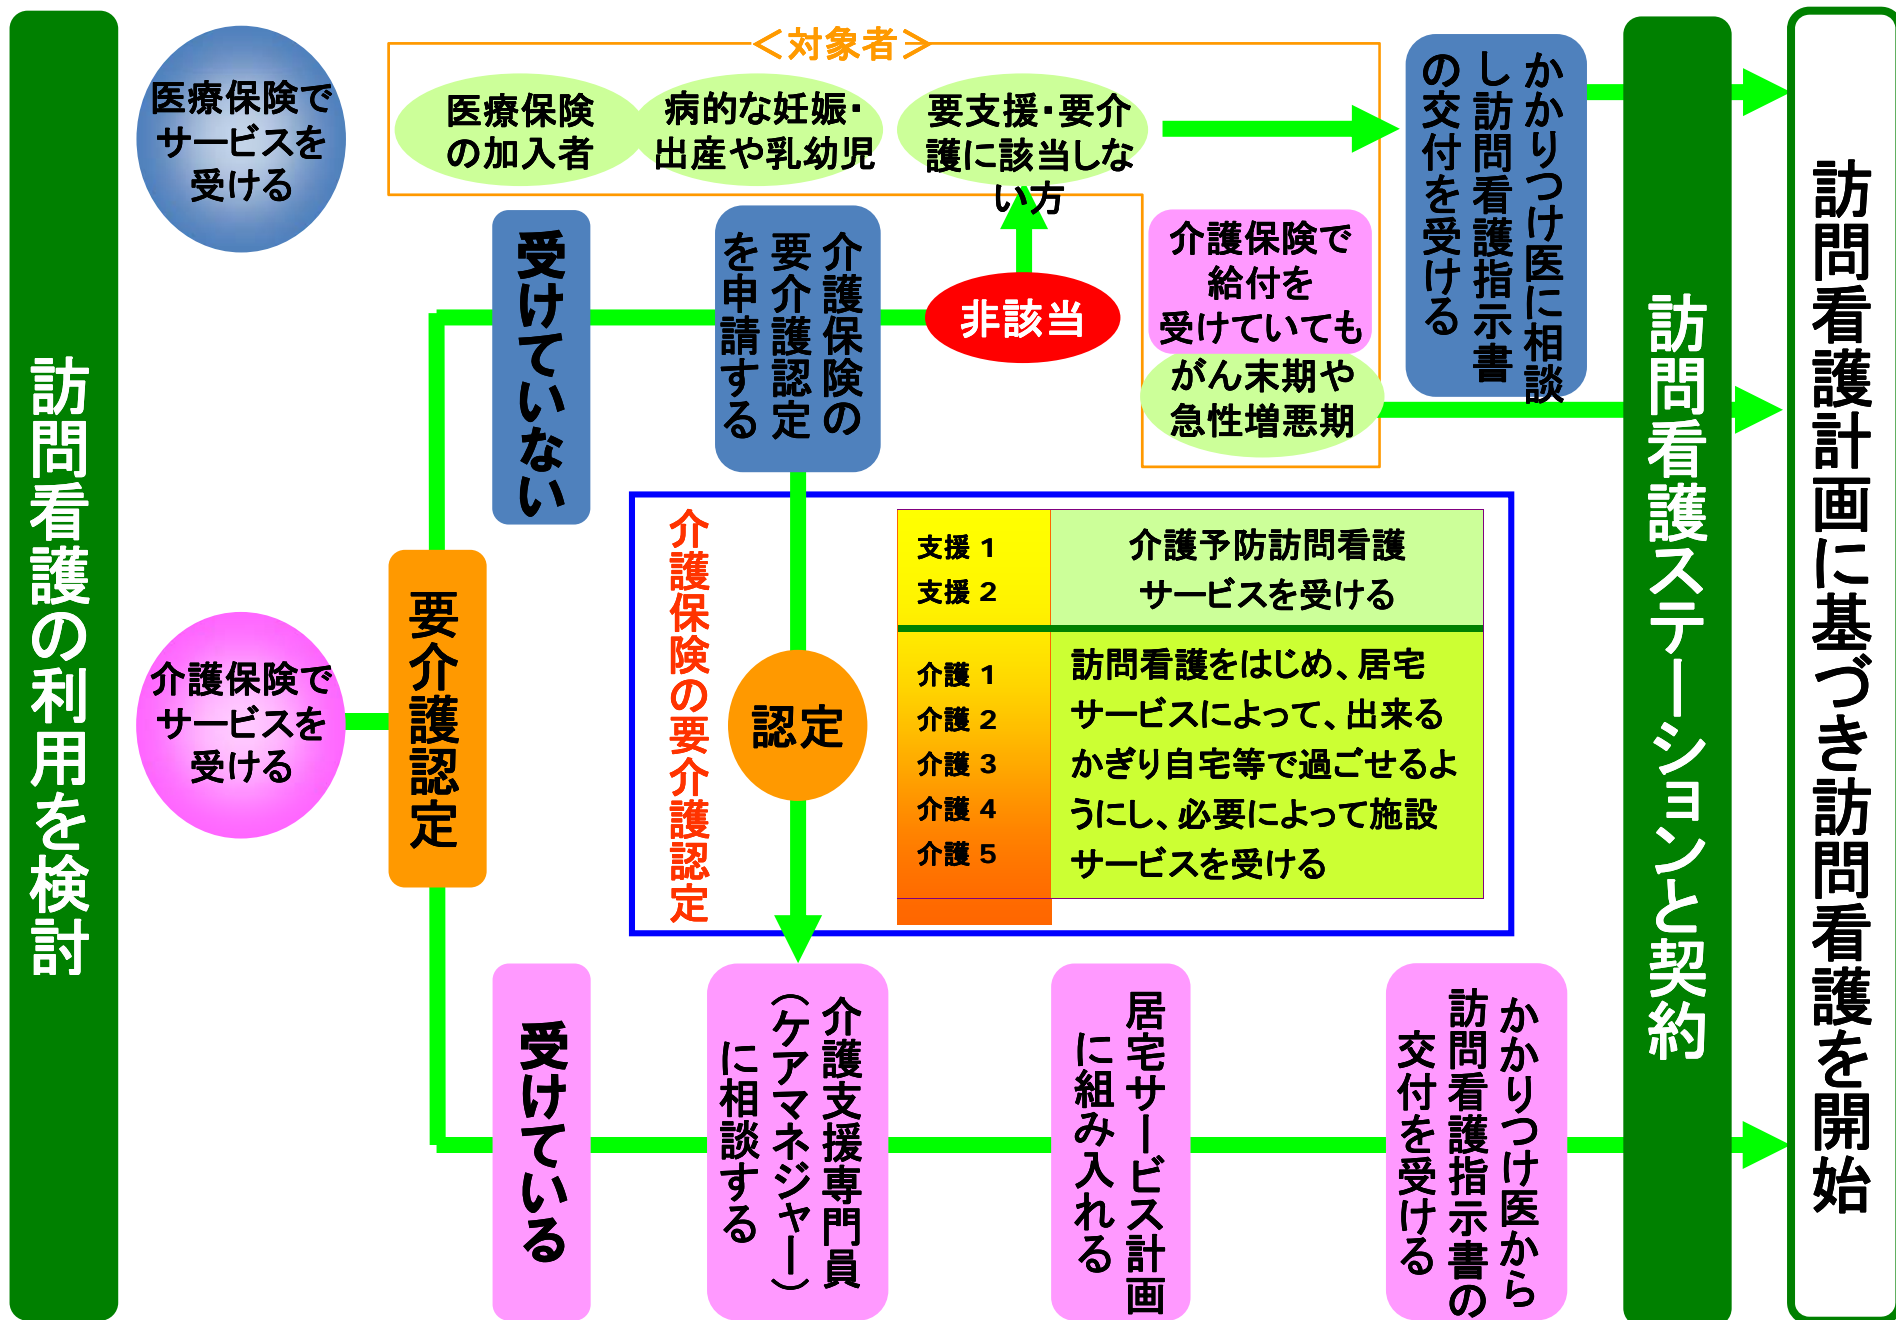 訪問看護の利用を検討
医療保険で
サービスを
受ける
＜対象者＞
医療保険
の加入者
病的な妊娠・
出産や乳幼児
要支援・要介
護に該当しな
い方
かかりつけ医に相談
し訪問看護指示書
の交付を受ける
受けていない
介護保険の
要介護認定
を申請する
非該当
介護保険で
給付を
受けていても
がん末期や
急性増悪期
介護保険で
サービスを
受ける
要介護認定
介護保険の要介護認定
認定
支援１
支援２
介護予防訪問看護
サービスを受ける
介護１
介護２
介護３
介護４
介護５
訪問看護をはじめ、居宅
サービスによって、出来る
かぎり自宅等で過ごせるよ
うにし、必要によって施設
サービスを受ける
受けている
介護支援専門員
（ケアマネジャー）
に相談する
居宅サービス計画
に組み入れる
かかりつけ医から
訪問看護指示書の
交付を受ける
訪問看護ステーションと契約
訪問看護計画に基づき訪問看護を開始